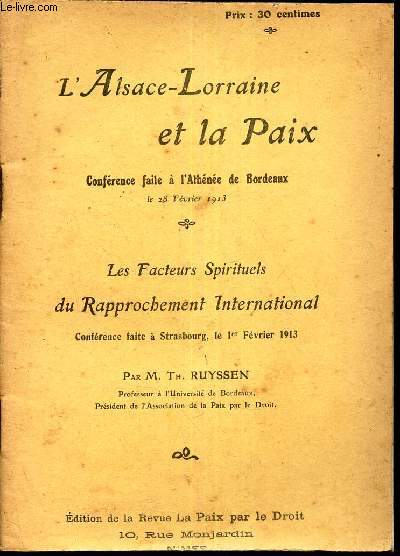 Le-livre.com
Prix : 30 centimes
L'Alsace-Lorraine
et la Paix
Conférence faite à l'Athénée de Bordeaux
le 28 Février 1913
Les Facteurs Spirituels
du Rapprochement International
Conférence faite à Strasbourg, le 1er Février 1913
Par M. Th. RUYSSEN
Professeur à l'Université de Bordeaux,
Président de l'Association de la Paix par le Droit.
Édition de la Revue La Paix par le Droit
10, Rue Monjardin